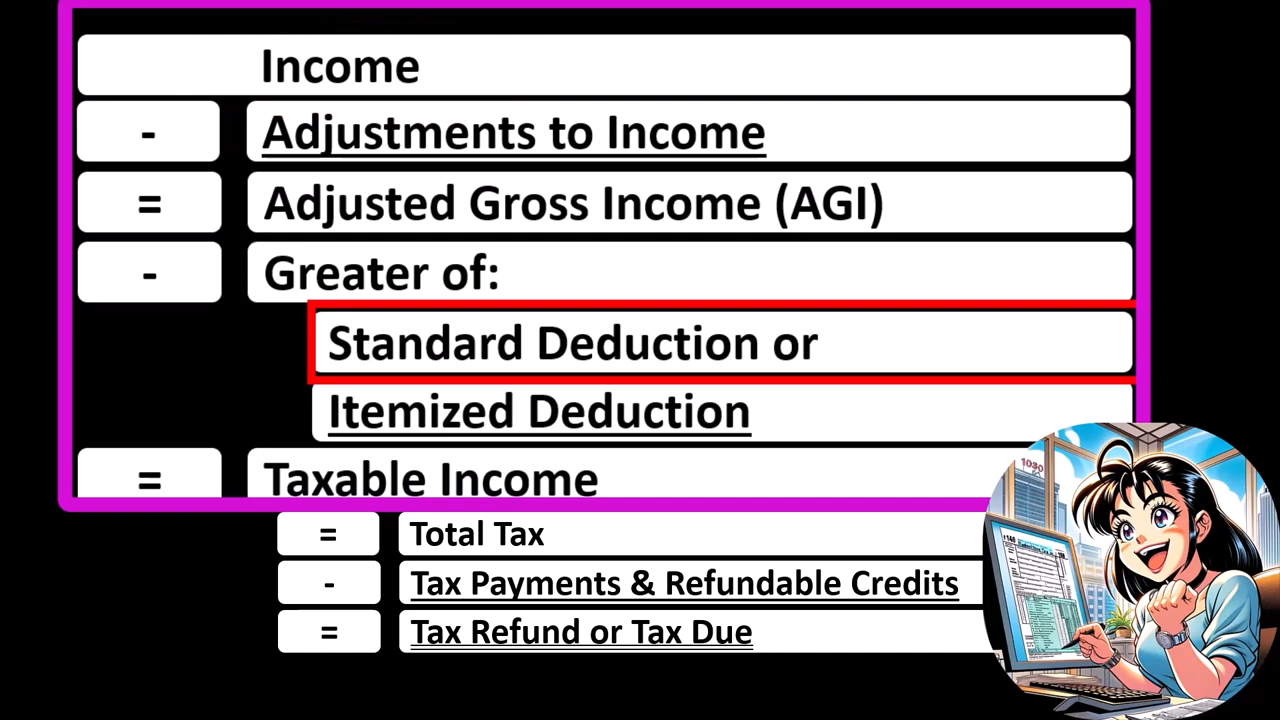 Income
- Adjustments to Income
= Adjusted Gross Income (AGI)
- Greater of:
Standard Deduction or
Itemized Deduction
= Taxable Income
= Total Tax
- Tax Payments & Refundable Credits
= Tax Refund or Tax Due